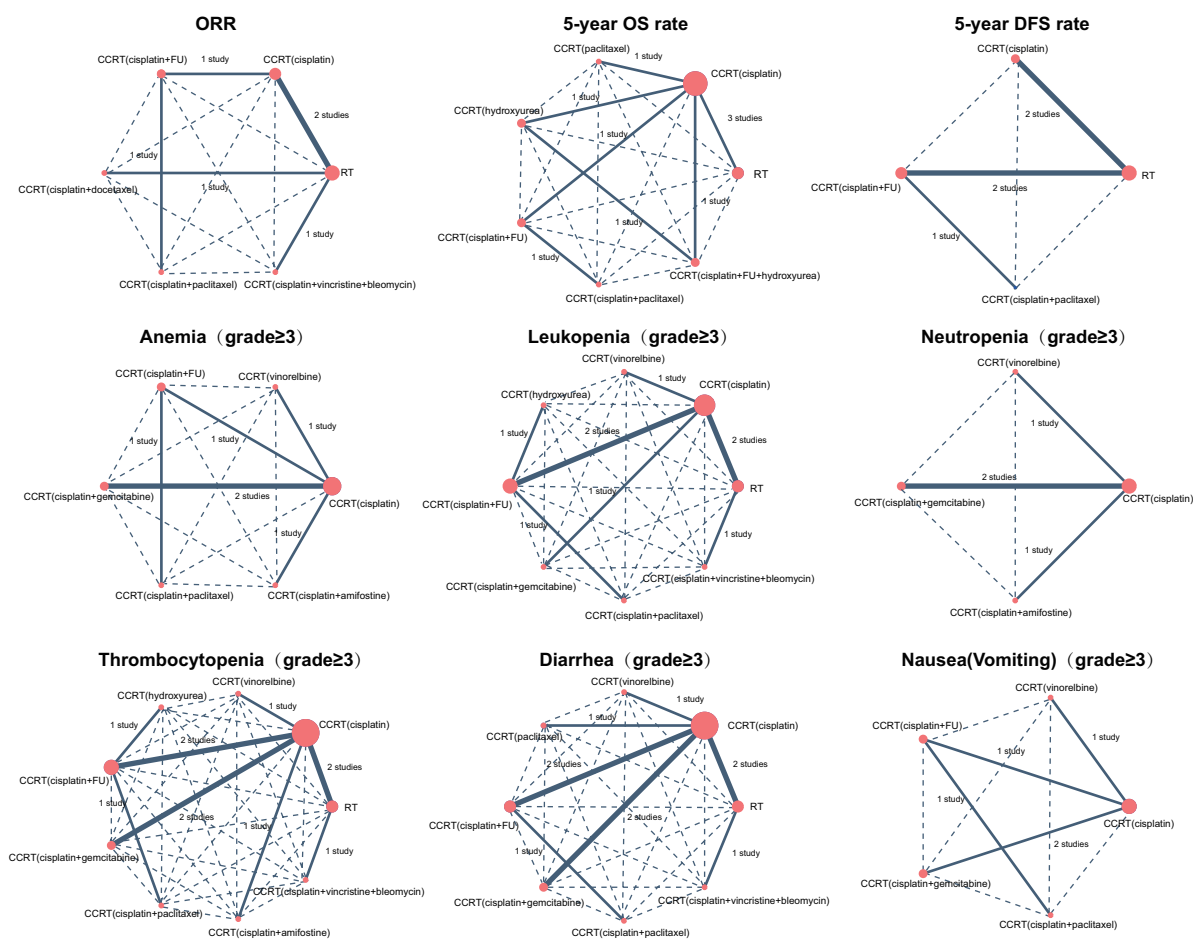 ORR
5-year OS rate
5-year DFS rate
CCRT(cisplatin+FU)
1 study
CCRT(cisplatin)
2 studies
1 study
RT
CCRT(cisplatin+docetaxel)
1 study
1 study
CCRT(cisplatin+paclitaxel)
CCRT(cisplatin+vincristine+bleomycin)
CCRT(paclitaxel)
1 study
CCRT(cisplatin)
1 study
CCRT(hydroxyurea)
3 studies
1 study
RT
1 study
1 study
CCRT(cisplatin+FU)
1 study
CCRT(cisplatin+FU+hydroxyurea)
CCRT(cisplatin+paclitaxel)
CCRT(cisplatin)
2 studies
RT
CCRT(cisplatin+FU)
2 studies
1 study
CCRT(cisplatin+paclitaxel)
Anemia（grade≥3）
Leukopenia（grade≥3）
Neutropenia（grade≥3）
CCRT(cisplatin+FU)
CCRT(vinorelbine)
1 study
1 study
1 study
CCRT(cisplatin+gemcitabine)
2 studies
CCRT(cisplatin)
1 study
CCRT(cisplatin+paclitaxel)
CCRT(cisplatin+amifostine)
CCRT(vinorelbine)
1 study
CCRT(cisplatin)
CCRT(hydroxyurea)
1 study
2 studies
2 studies
1 study
RT
CCRT(cisplatin+FU)
1 study
1 study
CCRT(cisplatin+gemcitabine)
CCRT(cisplatin+vincristine+bleomycin)
CCRT(cisplatin+paclitaxel)
CCRT(vinorelbine)
1 study
2 studies
CCRT(cisplatin+gemcitabine)
CCRT(cisplatin)
1 study
CCRT(cisplatin+amifostine)
Thrombocytopenia（grade≥3）
Diarrhea（grade≥3）
Nausea(Vomiting)（grade≥3）
CCRT(vinorelbine)
CCRT(hydroxyurea)
1 study
1 study
CCRT(cisplatin)
2 studies
2 studies
CCRT(cisplatin+FU)
1 study
RT
2 studies
1 study
1 study
CCRT(cisplatin+gemcitabine)
CCRT(cisplatin+vincristine+bleomycin)
CCRT(cisplatin+paclitaxel)
CCRT(cisplatin+amifostine)
CCRT(vinorelbine)
1 study
1 study
CCRT(cisplatin)
CCRT(paclitaxel)
2 studies
2 studies
RT
2 studies
CCRT(cisplatin+FU)
1 study
1 study
CCRT(cisplatin+gemcitabine)
CCRT(cisplatin+vincristine+bleomycin)
CCRT(cisplatin+paclitaxel)
CCRT(vinorelbine)
CCRT(cisplatin+FU)
1 study
1 study
1 study
CCRT(cisplatin)
2 studies
CCRT(cisplatin+gemcitabine)
CCRT(cisplatin+paclitaxel)